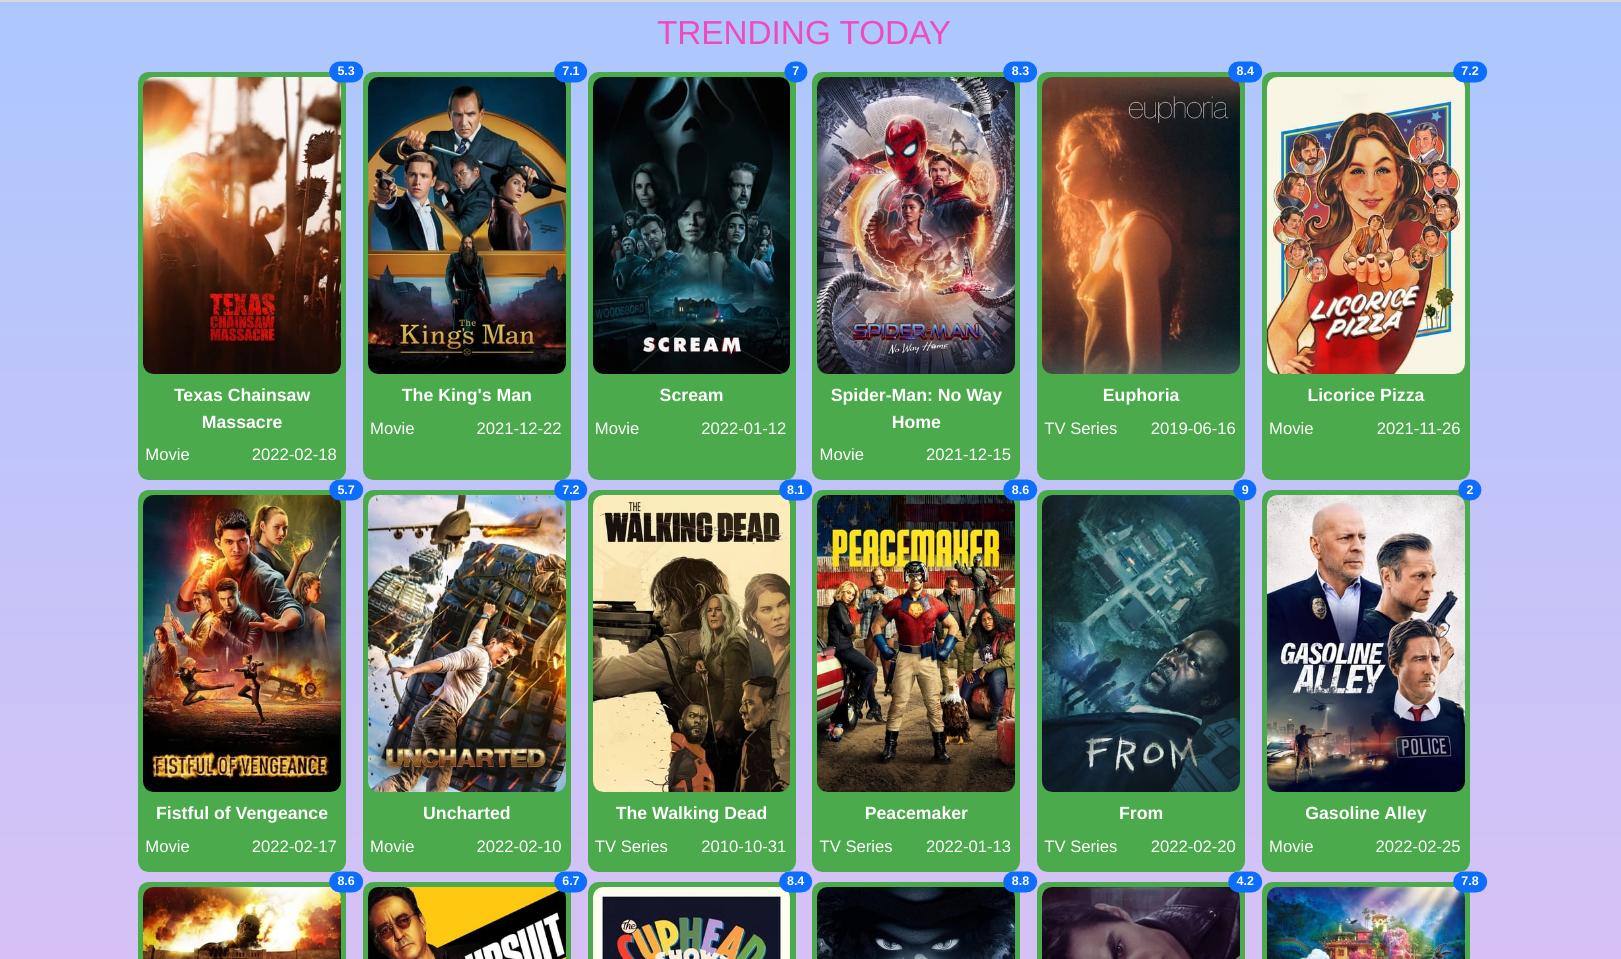 TRENDING TODAY
5.3
7.1
7
8.3
8.4
7.2
TEXAS
CHAINSAW
MASSACRE
The
King's Man
WOODSBORO
SCREAM
SPIDER-MAN
No Way Home
euphoria
LICORICE
PIZZA
Texas Chainsaw
Massacre
Movie 2022-02-18
The King's Man
Movie 2021-12-22
Scream
Movie 2022-01-12
Spider-Man: No Way
Home
Movie 2021-12-15
Euphoria
TV Series 2019-06-16
Licorice Pizza
Movie 2021-11-26
5.7
7.2
8.1
8.6
9
2
FISTFUL OF VENGEANCE
UNCHARTED
THE
WALKING DEAD
PEACEMAKER
FROM
GASOLINE
ALLEY
POLICE
Fistful of Vengeance
Movie 2022-02-17
Uncharted
Movie 2022-02-10
The Walking Dead
TV Series 2010-10-31
Peacemaker
TV Series 2022-01-13
From
TV Series 2022-02-20
Gasoline Alley
Movie 2022-02-25
8.6
6.7
8.4
8.8
4.2
7.8
The
CUPHEAD